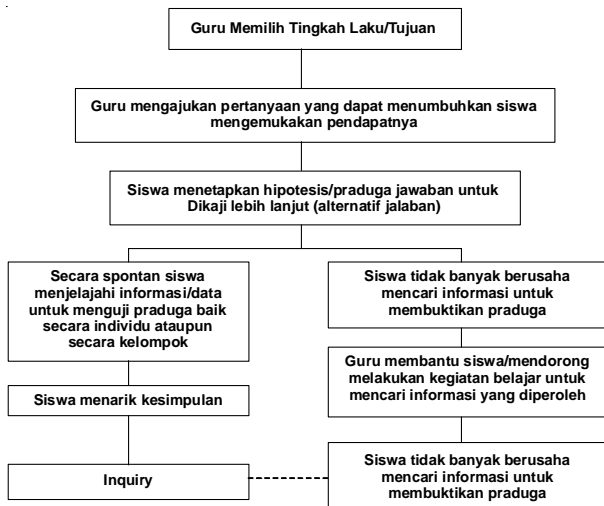 Guru Memilih Tingkah Laku/Tujuan
Guru mengajukan pertanyaan yang dapat menumbuhkan siswa
mengemukakan pendapatnya
Siswa menetapkan hipotesis/praduga jawaban untuk
Dikaji lebih lanjut (alternatif jalaban)
Secara spontan siswa
menjelajahi informasi/data
untuk menguji praduga baik
secara individu ataupun
secara kelompok
Siswa menarik kesimpulan
Inquiry
Siswa tidak banyak berusaha
mencari informasi untuk
membuktikan praduga
Guru membantu siswa/mendorong
melakukan kegiatan belajar untuk
mencari informasi yang diperoleh
Siswa tidak banyak berusaha
mencari informasi untuk
membuktikan praduga